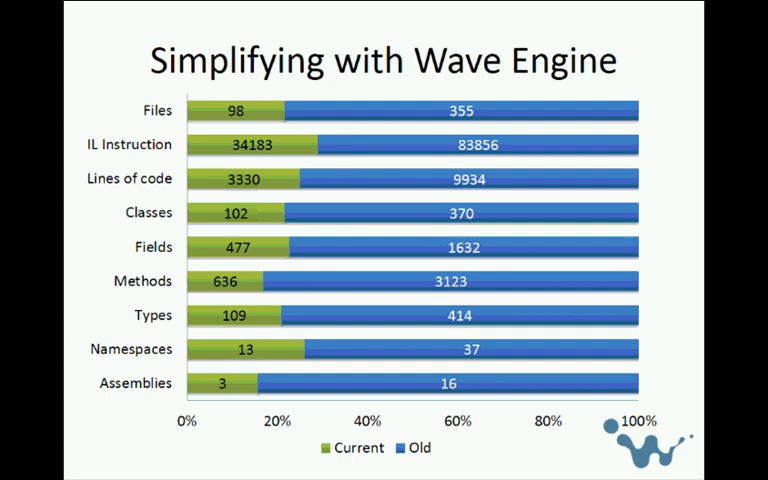 Simplifying with Wave Engine
Files 98 355
IL Instruction 34183 83856
Lines of code 3330 9934
Classes 102 370
Fields 477 1632
Methods 636 3123
Types 109 414
Namespaces 13 37
Assemblies 3 16
0% 20% 40% 60% 80% 100%
Current Old